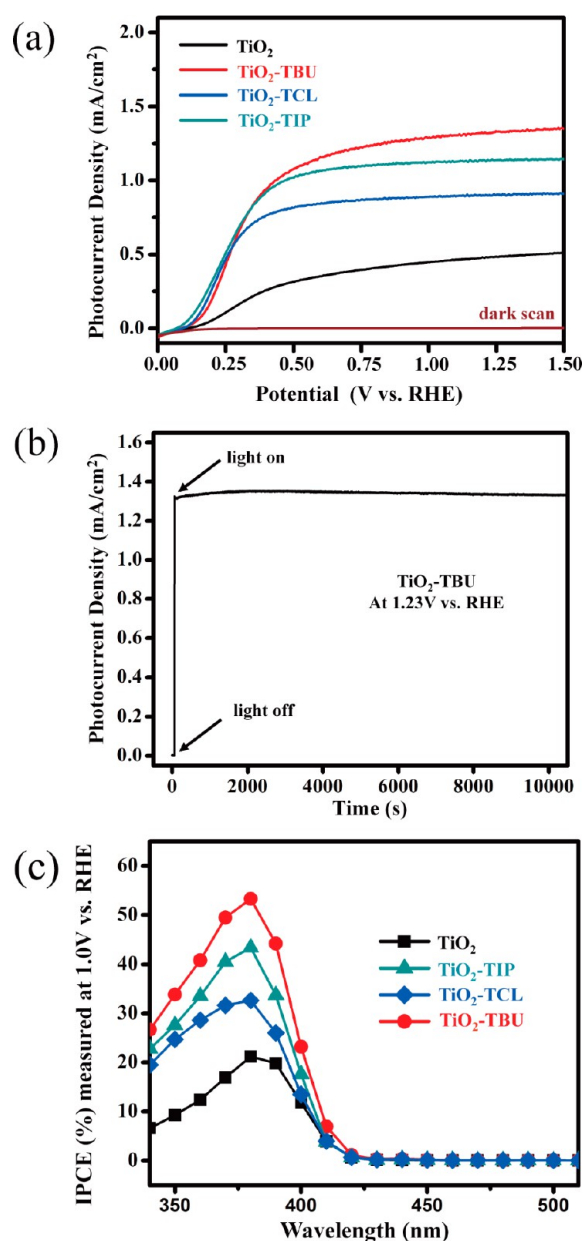 (a)
Photocurrent Density (mA/cm²)
2.0
1.5
1.0
0.5
0.0
TiO₂
TiO₂-TBU
TiO₂-TCL
TiO₂-TIP
dark scan
0.00 0.25 0.50 0.75 1.00 1.25 1.50
Potential (V vs. RHE)
(b)
Photocurrent Density (mA/cm²)
1.6
1.4
1.2
1.0
0.8
0.6
0.4
0.2
0.0
light on
TiO₂-TBU
At 1.23V vs. RHE
light off
0 2000 4000 6000 8000 10000
Time (s)
(c)
IPCE (%) measured at 1.0V vs. RHE
60
50
40
30
20
10
0
TiO₂
TiO₂-TIP
TiO₂-TCL
TiO₂-TBU
350 400 450 500
Wavelength (nm)